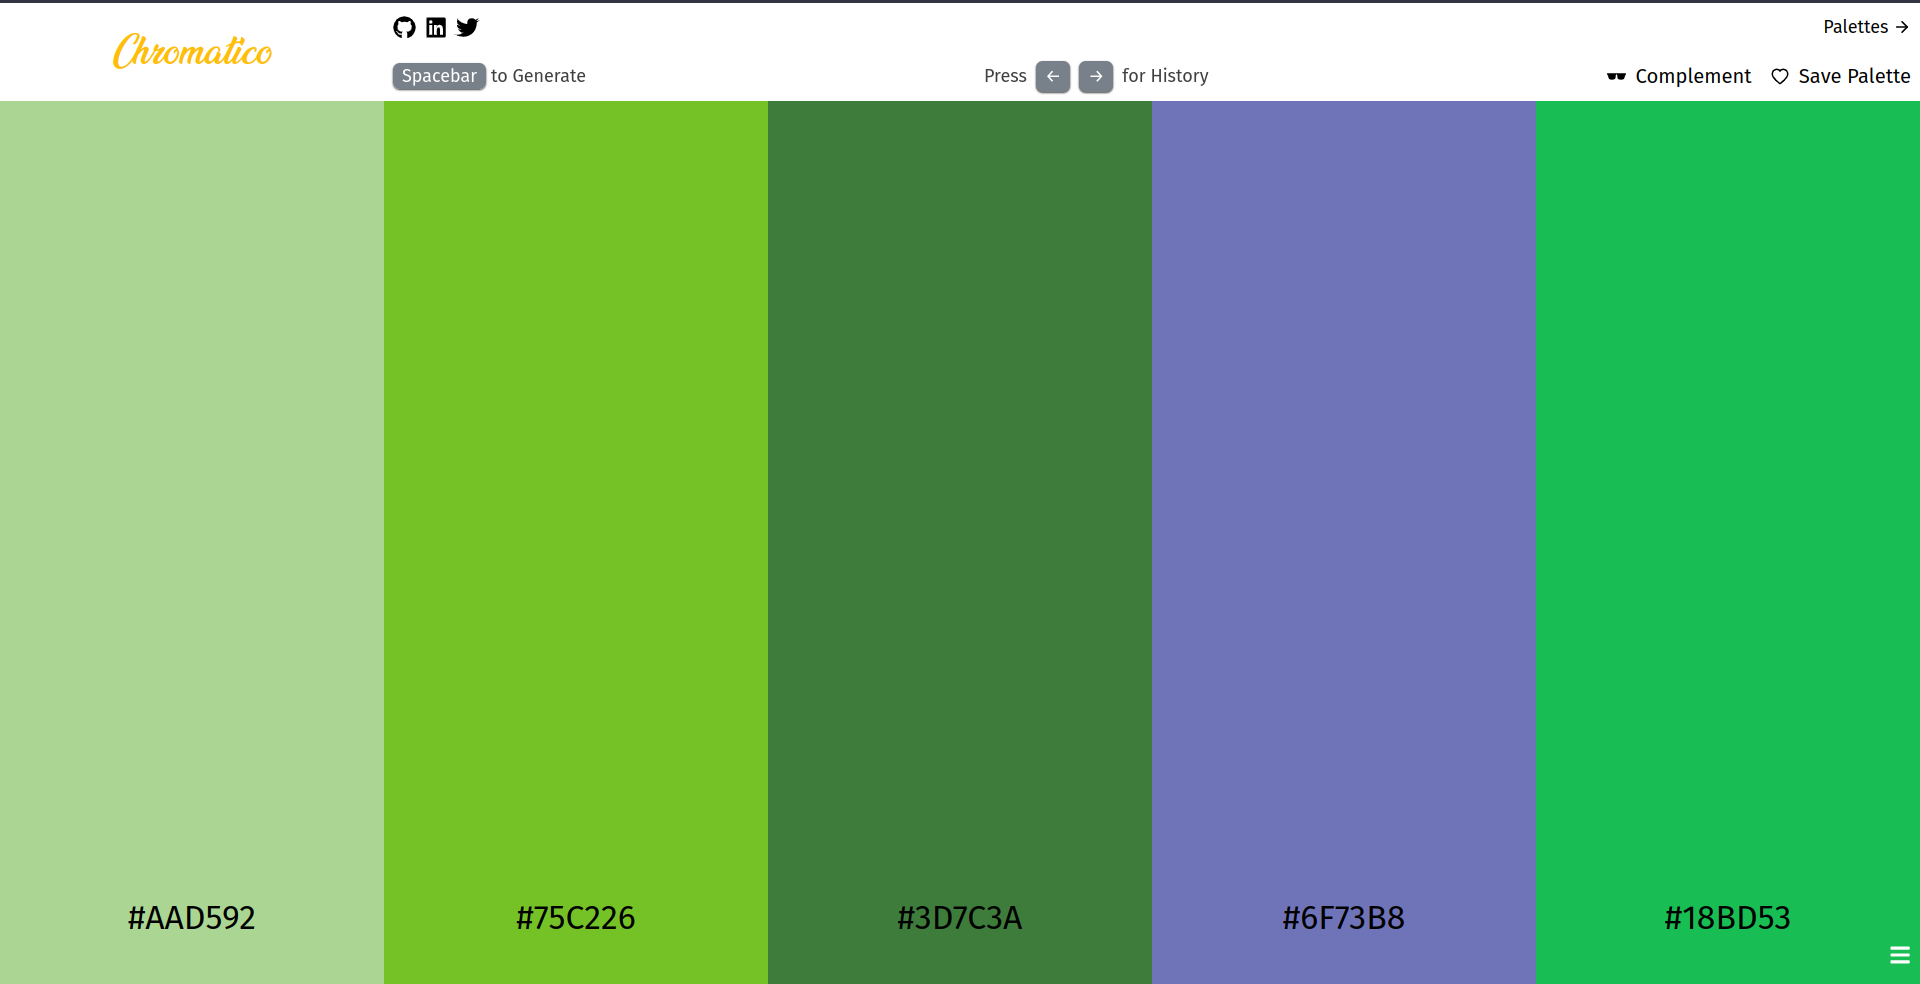 Chromatico
Palettes →
Spacebar to Generate
Press ← → for History
Complement
Save Palette
#AAD592
#75C226
#3D7C3A
#6F73B8
#18BD53